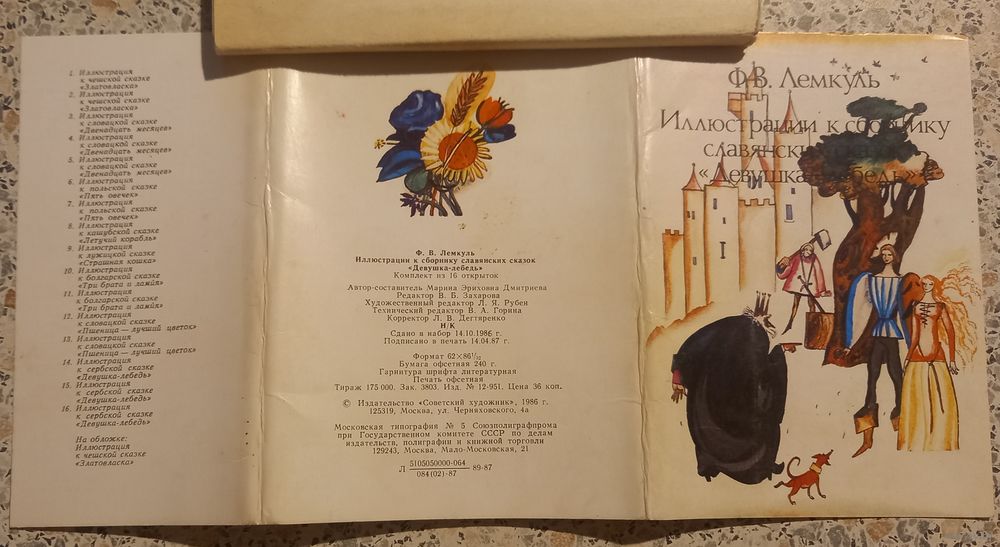 1. Иллюстрация
к чешской сказке
«Златовласка»
2. Иллюстрация
к чешской сказке
«Златовласка»
3. Иллюстрация
к словацкой сказке
«Двенадцать месяцев»
4. Иллюстрация
к словацкой сказке
«Двенадцать месяцев»
5. Иллюстрация
к словацкой сказке
«Двенадцать месяцев»
6. Иллюстрация
к польской сказке
«Пять овечек»
7. Иллюстрация
к польской сказке
«Пять овечек»
8. Иллюстрация
к кашубской сказке
«Летучий корабль»
9. Иллюстрация
к лужицкой сказке
«Страшная кошка»
10. Иллюстрация
к болгарской сказке
«Три брата и ламия»
11. Иллюстрация
к болгарской сказке
«Три брата и ламия»
12. Иллюстрация
к словацкой сказке
«Пшеница — лучший цветок»
13. Иллюстрация
к словацкой сказке
«Пшеница — лучший цветок»
14. Иллюстрация
к сербской сказке
«Девушка-лебедь»
15. Иллюстрация
к сербской сказке
«Девушка-лебедь»
16. Иллюстрация
к сербской сказке
«Девушка-лебедь»
На обложке:
Иллюстрация
к чешской сказке
«Златовласка»
Ф. В. Лемкуль
Иллюстрации к сборнику славянских сказок
«Девушка-лебедь»
Комплект из 16 открыток
Автор-составитель Марина Эриховна Дмитриева
Редактор В. Б. Захарова
Художественный редактор Л. Я. Рубен
Технический редактор В. А. Горина
Корректор Л. В. Дегтяренко
Н/К
Сдано в набор 14.10.1986 г.
Подписано в печать 14.04.87 г.
Формат 62×86 1/32
Бумага офсетная 240 г.
Гарнитура шрифта литературная
Печать офсетная
Тираж 175 000. Зак. 3803. Изд. № 12-951. Цена 36 коп.
© Издательство «Советский художник», 1986 г.
125319, Москва, ул. Черняховского, 4а
Московская типография № 5 Союзполиграфпрома
при Государственном комитете СССР по делам
издательств, полиграфии и книжной торговли
129243, Москва, Мало-Московская, 21
Л 5105050000-064 89-87
084(02)-87
Ф. В. Лемкуль
Иллюстрации к сборнику
славянских
«Девушка-лебедь»